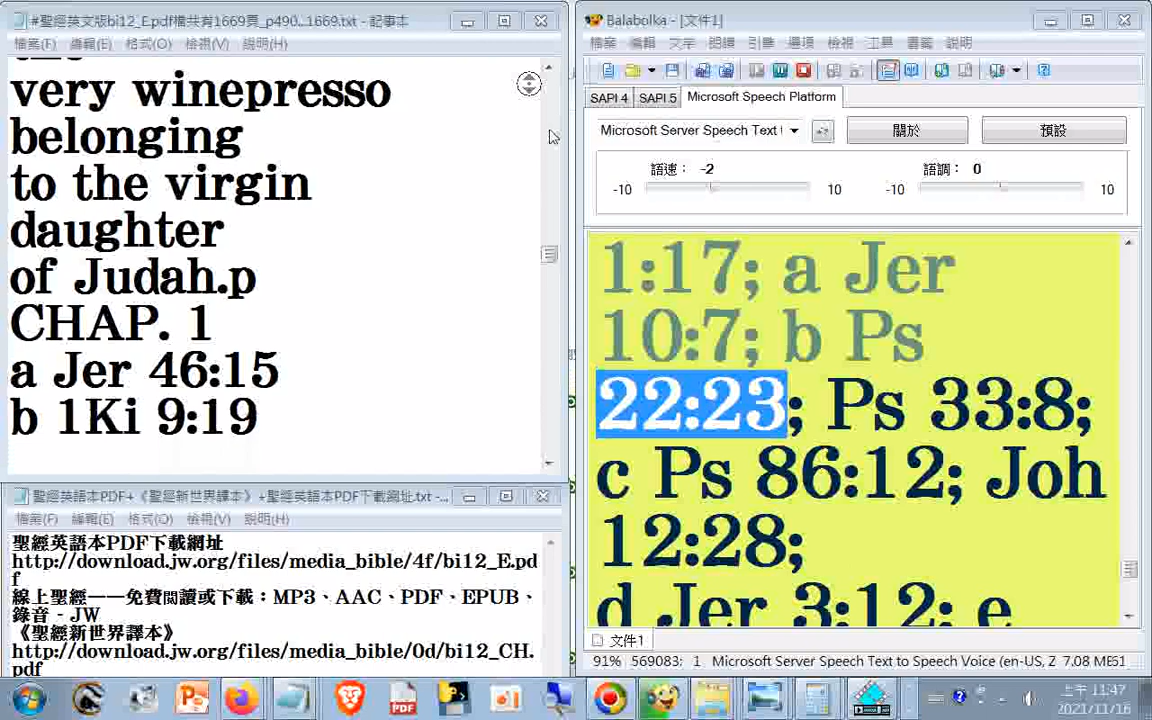 #聖經英文版bi12_E.pdf檔共有1669頁_p490...1669.txt - 記事本
檔案(F) 編輯(E) 格式(O) 檢視(V) 說明(H)
very winepresso
belonging
to the virgin
daughter
of Judah.p
CHAP. 1
a Jer 46:15
b 1Ki 9:19
聖經英語本PDF+《聖經新世界譯本》+聖經英語本PDF下載網址.txt -...
檔案(F) 編輯(E) 格式(O) 檢視(V) 說明(H)
聖經英語本PDF下載網址
http://download.jw.org/files/media_bible/4f/bi12_E.pd
f
線上聖經——免費閱讀或下載：MP3、AAC、PDF、EPUB、
錄音 - JW
《聖經新世界譯本》
http://download.jw.org/files/media_bible/0d/bi12_CH.
pdf
Balabolka - [文件1]
檔案 編輯 文字 朗讀 引擎 選項 檢視 工具 書籤 說明
SAPI 4 SAPI 5 Microsoft Speech Platform
Microsoft Server Speech Text 關於 預設
語速： -2 語調： 0
-10 10 -10 10
1:17; a Jer
10:7; b Ps
22:23; Ps 33:8;
c Ps 86:12; Joh
12:28;
d Jer 3:12; e
文件1
91% 569083: 1 Microsoft Server Speech Text to Speech Voice (en-US, Z 7.08 ME51
上午 11:47
2021/11/16